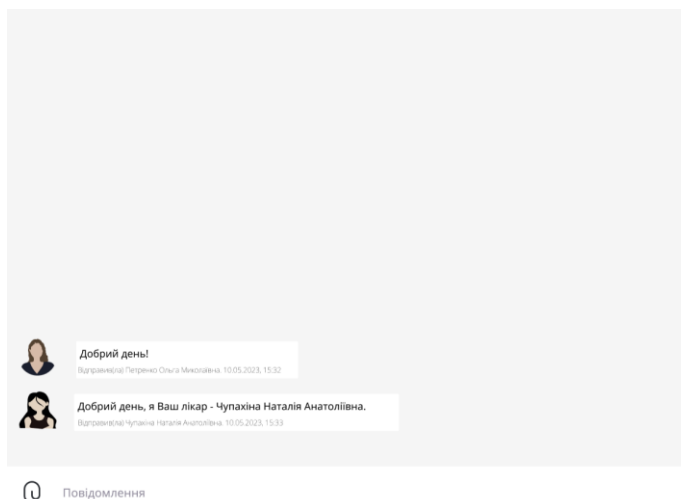 Добрий день!
Відправив(ла) Петренко Ольга Миколаївна. 10.05.2023, 15:32
Добрий день, я Ваш лікар - Чупахіна Наталія Анатоліївна.
Відправив(ла) Чупахіна Наталія Анатоліївна. 10.05.2023, 15:33
Повідомлення